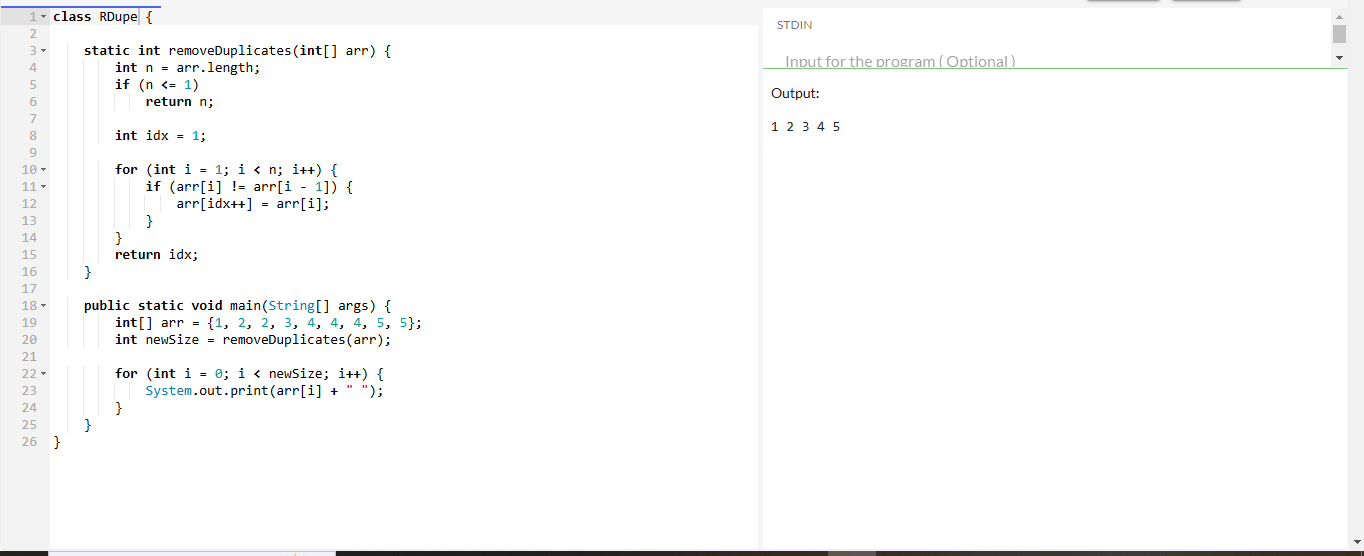 1 class RDupe {
2
3     static int removeDuplicates(int[] arr) {
4         int n = arr.length;
5         if (n <= 1)
6             return n;
7
8         int idx = 1;
9
10         for (int i = 1; i < n; i++) {
11             if (arr[i] != arr[i - 1]) {
12                 arr[idx++] = arr[i];
13             }
14         }
15         return idx;
16     }
17
18     public static void main(String[] args) {
19         int[] arr = {1, 2, 2, 3, 4, 4, 4, 5, 5};
20         int newSize = removeDuplicates(arr);
21
22         for (int i = 0; i < newSize; i++) {
23             System.out.print(arr[i] + " ");
24         }
25     }
26 }
STDIN
Input for the program ( Optional )
Output:
1 2 3 4 5